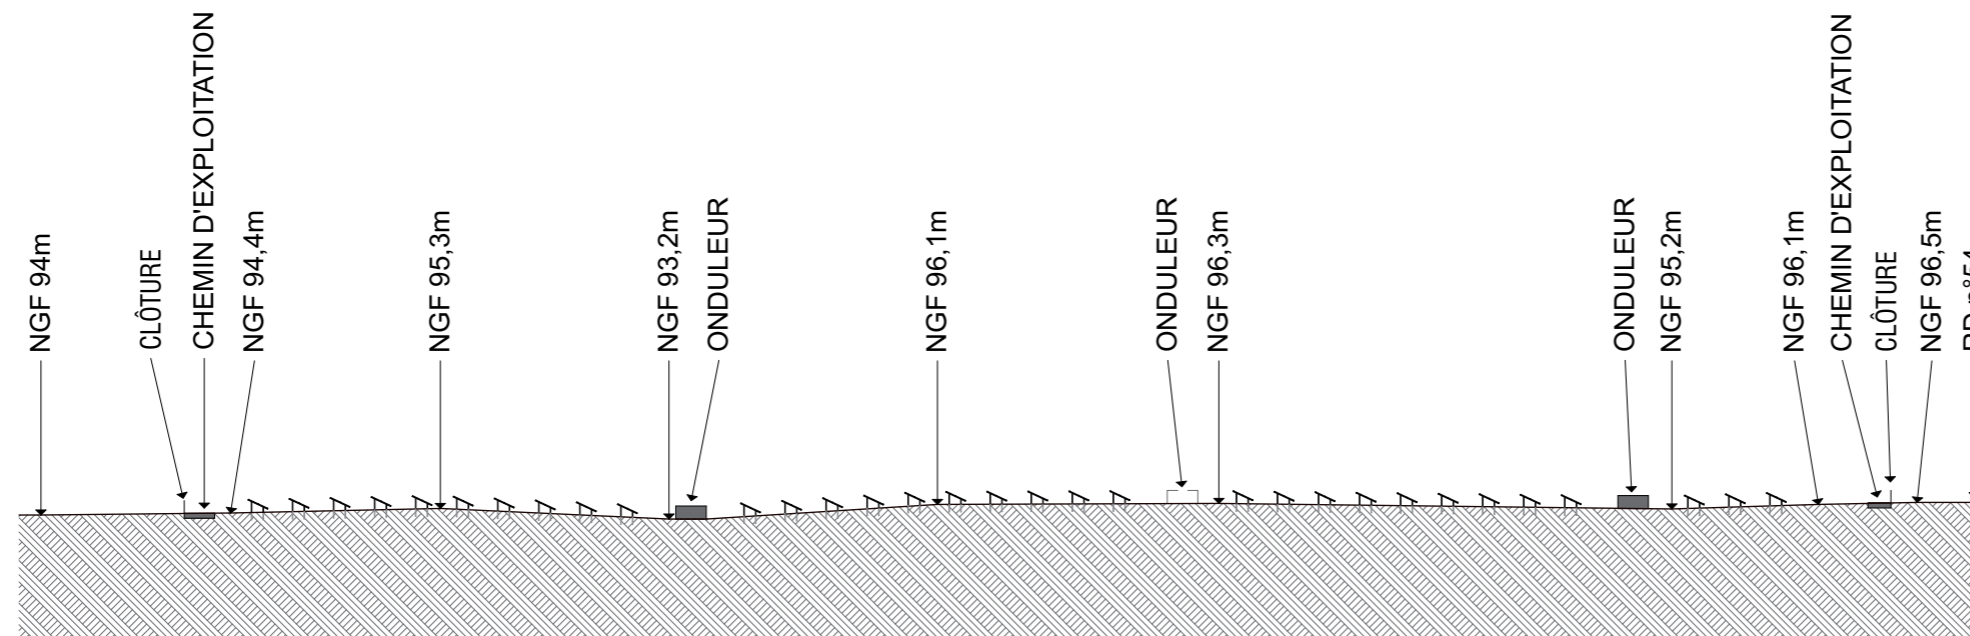 NGF 94m
CLÔTURE
CHEMIN D'EXPLOITATION
NGF 94,4m
NGF 95,3m
NGF 93,2m
ONDULEUR
NGF 96,1m
ONDULEUR
NGF 96,3m
ONDULEUR
NGF 95,2m
NGF 96,1m
CHEMIN D'EXPLOITATION
CLÔTURE
NGF 96,5m